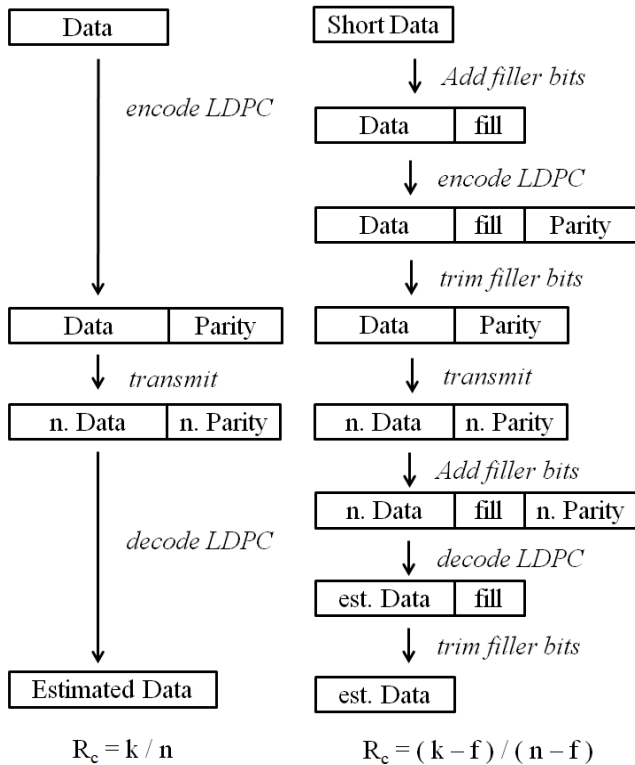 Data
encode LDPC
Data Parity
transmit
n. Data n. Parity
decode LDPC
Estimated Data
R_c = k / n
Short Data
Add filler bits
Data fill
encode LDPC
Data fill Parity
trim filler bits
Data Parity
transmit
n. Data n. Parity
Add filler bits
n. Data fill n. Parity
decode LDPC
est. Data fill
trim filler bits
est. Data
R_c = ( k – f ) / ( n – f )